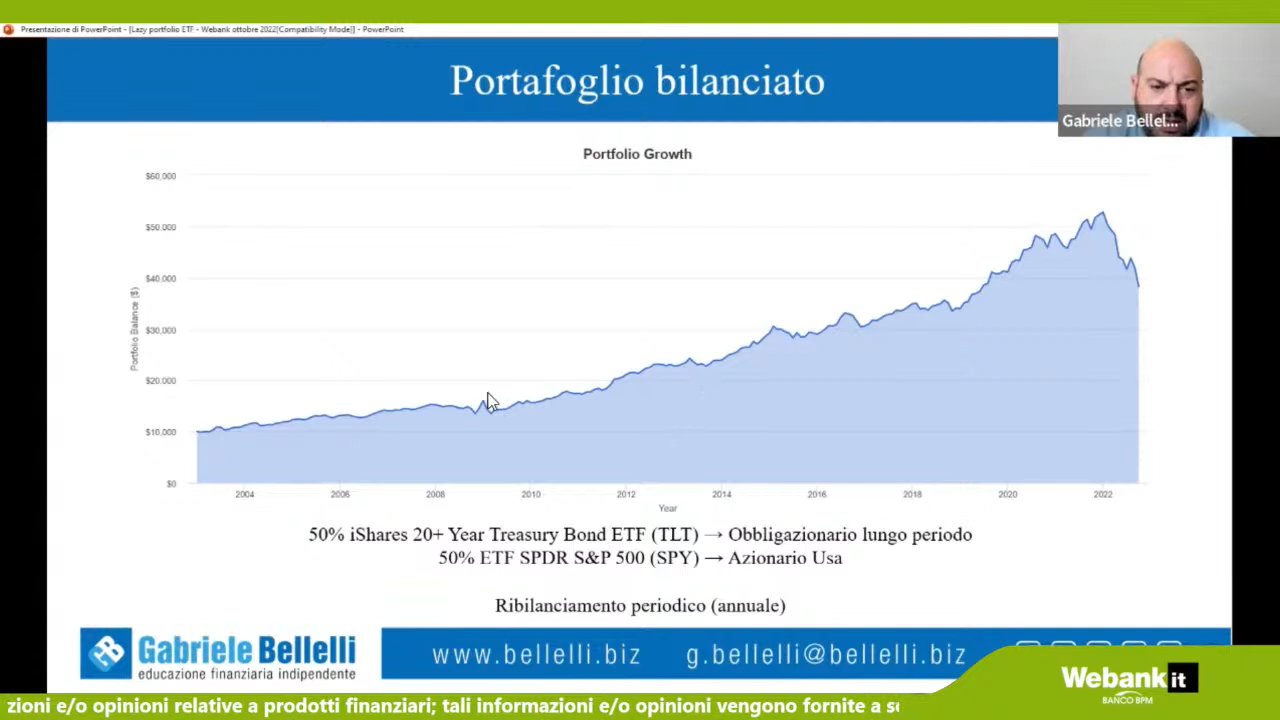 Presentazione di PowerPoint - [Lazy portfolio ETF - Webank ottobre 2022[Compatibility Mode]] - PowerPoint
Portafoglio bilanciato
Gabriele Bellel...
Portfolio Growth
$60,000
$50,000
$40,000
$30,000
$20,000
$10,000
$0
Portfolio Balance ($)
2004 2006 2008 2010 2012 2014 2016 2018 2020 2022
Year
50% iShares 20+ Year Treasury Bond ETF (TLT) → Obbligazionario lungo periodo
50% ETF SPDR S&P 500 (SPY) → Azionario Usa
Ribilanciamento periodico (annuale)
Gabriele Bellelli
educazione finanziaria indipendente
www.bellelli.biz g.bellelli@bellelli.biz
Webank it
BANCO BPM
zioni e/o opinioni relative a prodotti finanziari; tali informazioni e/o opinioni vengono fornite a